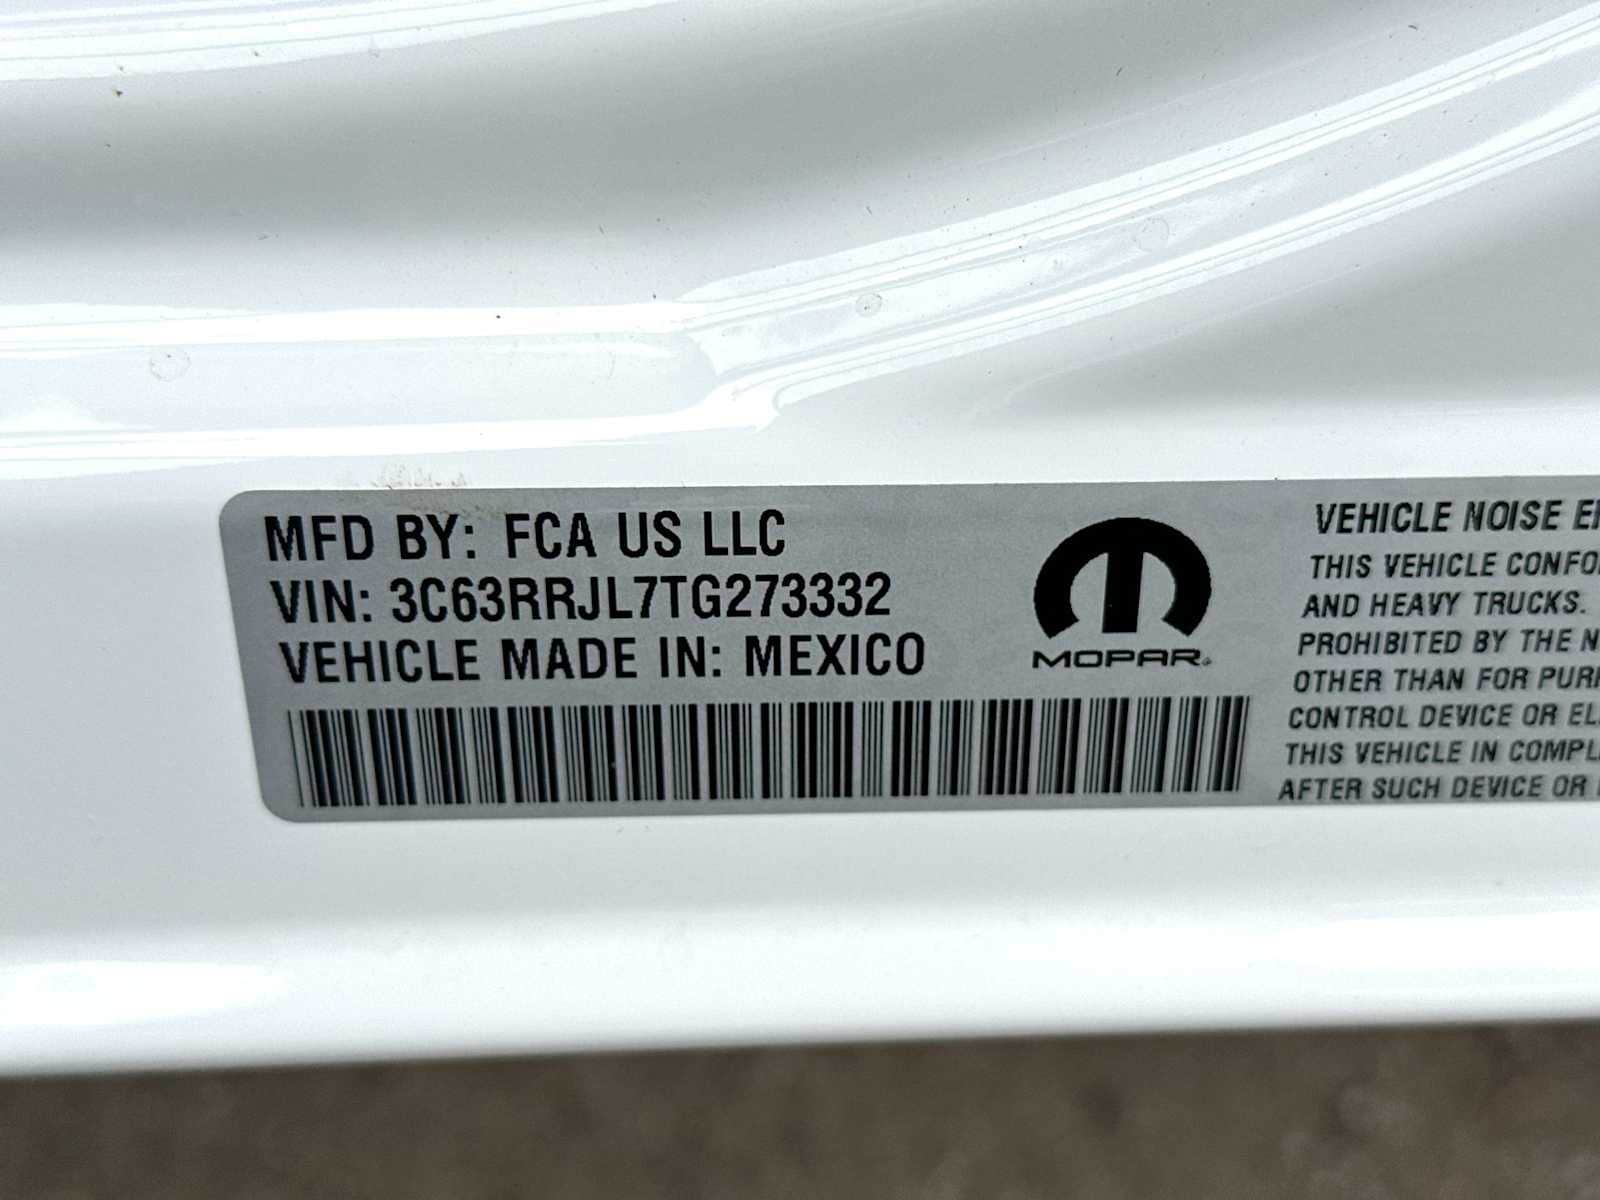 MFD BY: FCA US LLC
VIN: 3C63RRJL7TG273332
VEHICLE MADE IN: MEXICO
MOPAR®
VEHICLE NOISE
THIS VEHICLE
AND HEAVY TRUCKS.
PROHIBITED BY THE
OTHER THAN FOR
CONTROL DEVICE OR
THIS VEHICLE IN
AFTER SUCH DEVICE OR